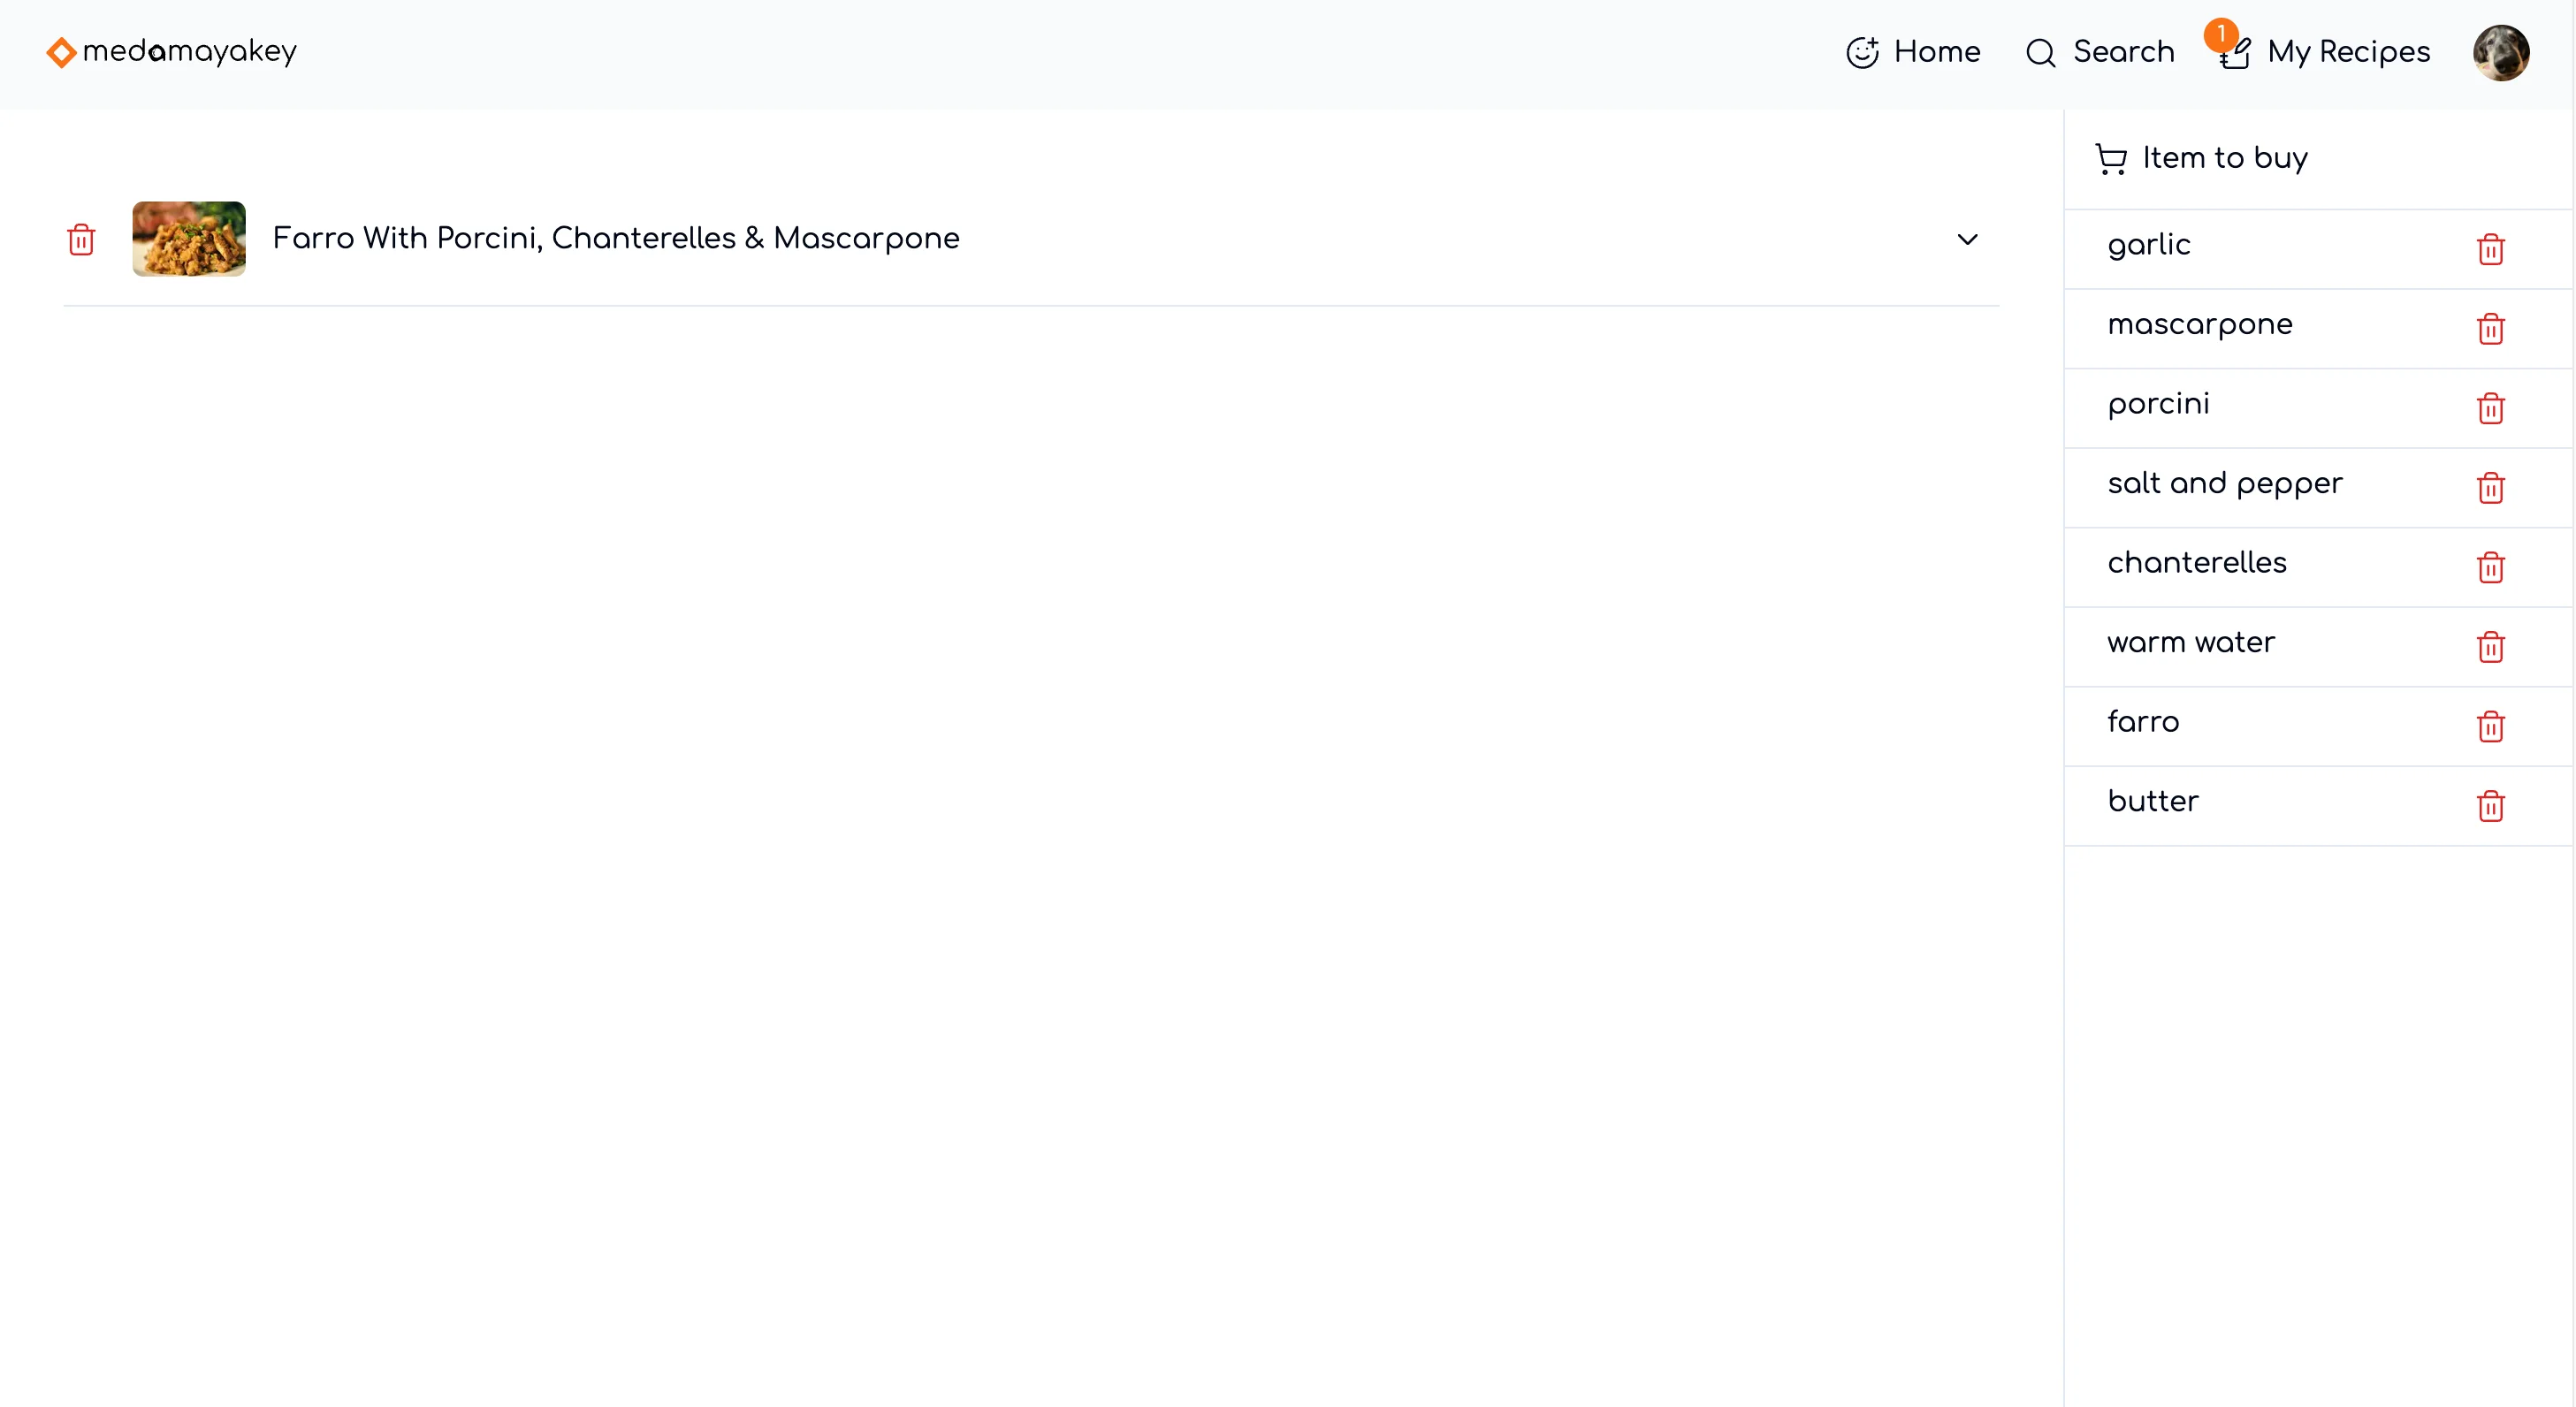 medamayakey
Home
Search
1
My Recipes
Farro With Porcini, Chanterelles & Mascarpone
Item to buy
garlic
mascarpone
porcini
salt and pepper
chanterelles
warm water
farro
butter